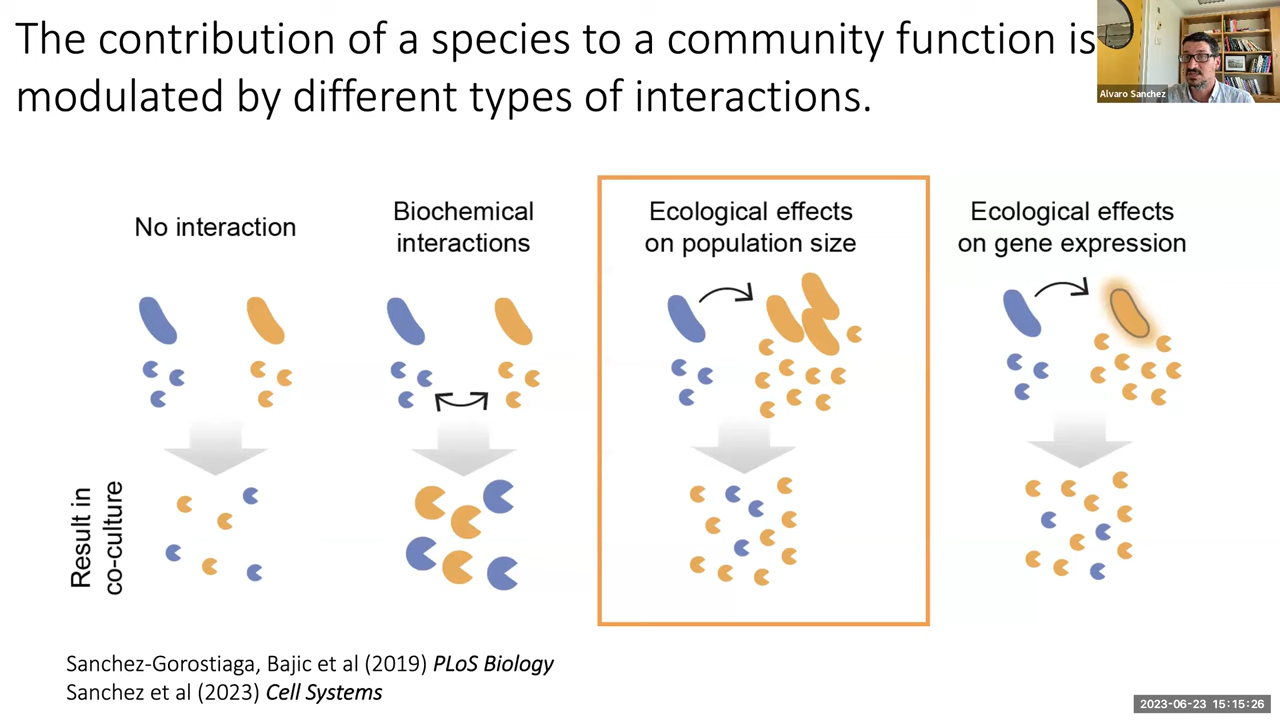 The contribution of a species to a community function is
modulated by different types of interactions.
Alvaro Sanchez
No interaction
Biochemical
interactions
Ecological effects
on population size
Ecological effects
on gene expression
Result in
co-culture
Sanchez-Gorostiaga, Bajic et al (2019) PLoS Biology
Sanchez et al (2023) Cell Systems
2023-06-23 15:15:26